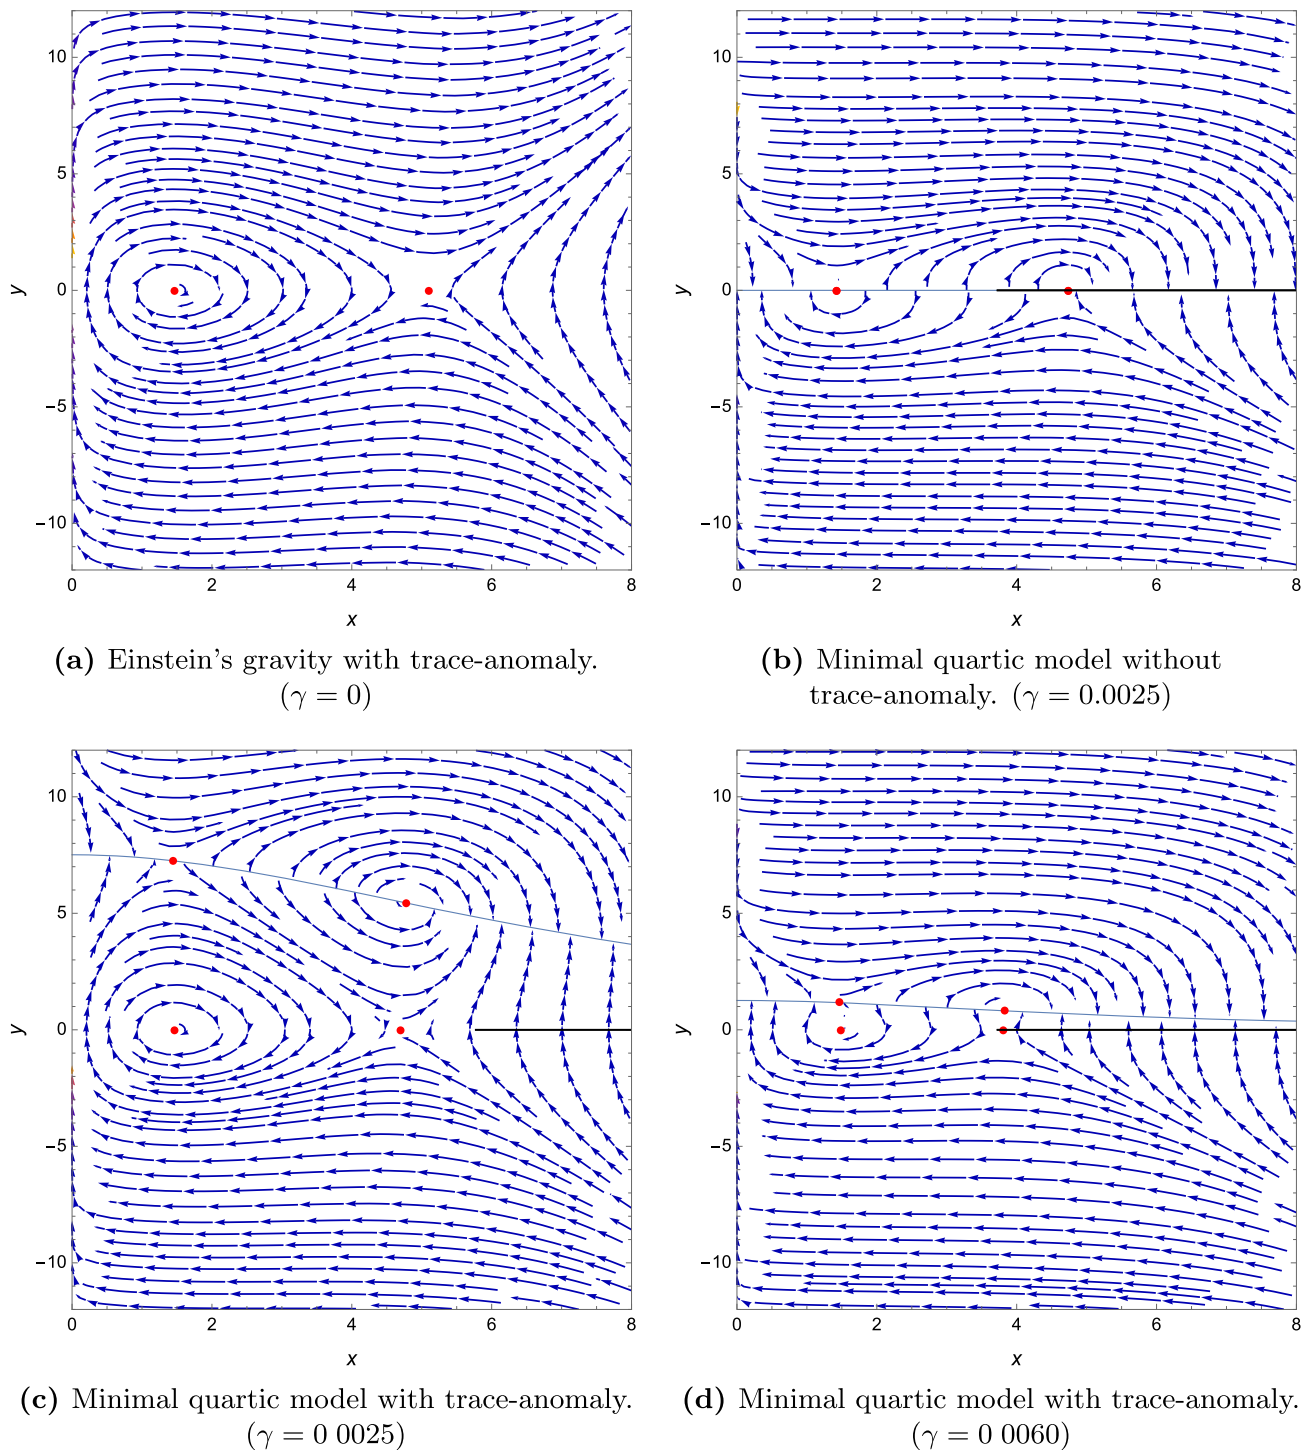 10
5
y
0
−5
−10
0 2 4 6 8
x
(a) Einstein's gravity with trace-anomaly.
(γ = 0)
10
5
y
0
−5
−10
0 2 4 6 8
x
(b) Minimal quartic model without
trace-anomaly. (γ = 0.0025)
10
5
y
0
−5
−10
0 2 4 6 8
x
(c) Minimal quartic model with trace-anomaly.
(γ = 0 0025)
10
5
y
0
−5
−10
0 2 4 6 8
x
(d) Minimal quartic model with trace-anomaly.
(γ = 0 0060)